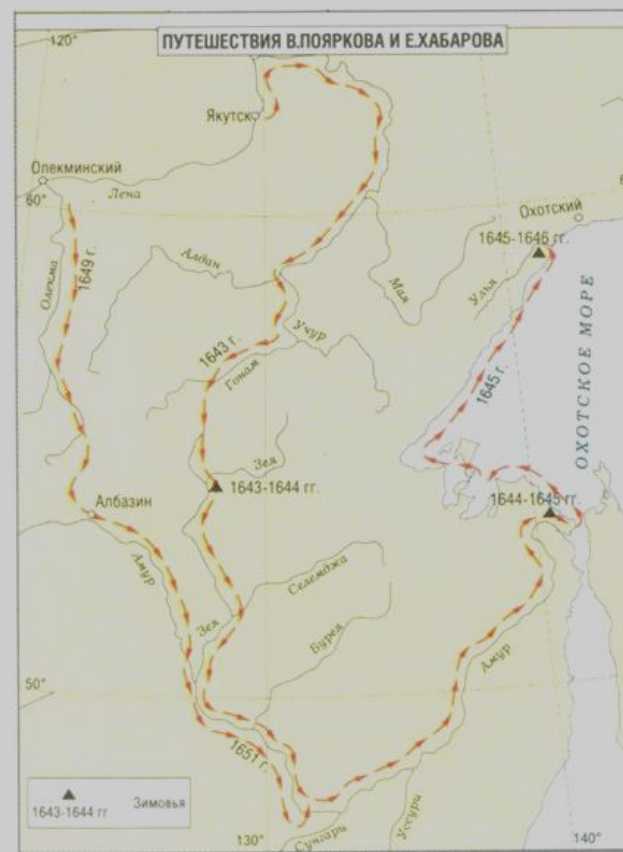 120°
ПУТЕШЕСТВИЯ В.ПОЯРКОВА И Е.ХАБАРОВА
Якутск
Олекминский
Лена
60°
Охотский
1645-1646 гг.
Олекма
1649 г.
Алдан
Мая
Улья
Учур
1643 г.
Гонам
1645 г.
ОХОТСКОЕ МОРЕ
Зея
1643-1644 гг.
1644-1645 гг.
Албазин
Амур
Селемджа
Зея
Бурея
Амур
50°
1651 г.
1643-1644 гг
Зимовья
Сунгари
Уссури
130°
140°